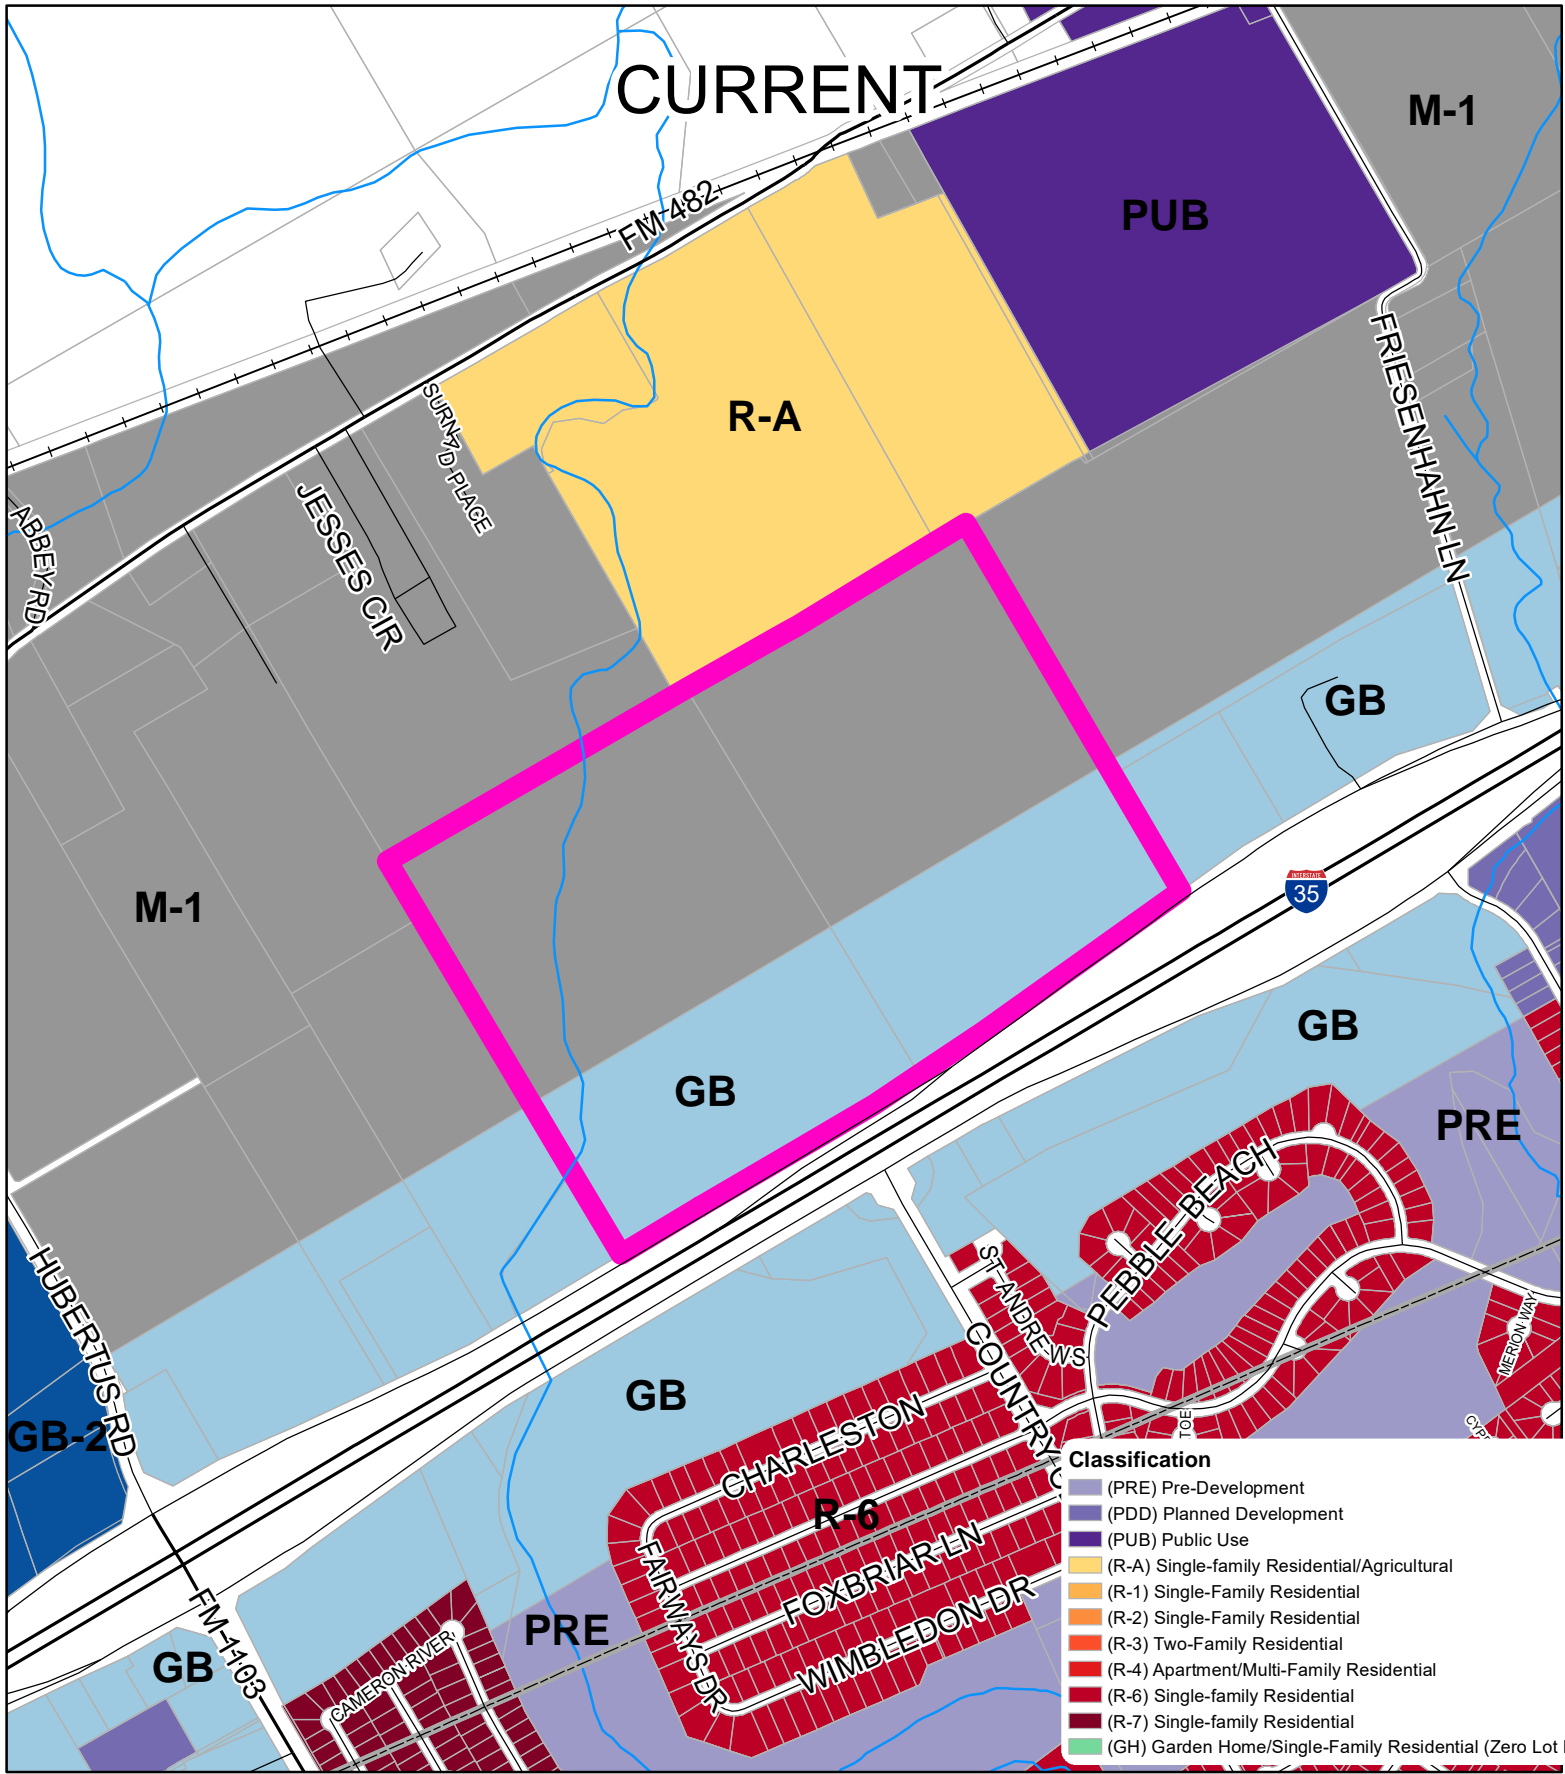 CURRENT
M-1
PUB
FM 482
R-A
SURN 7 D PLACE
FRIESENHAHN LN
JESSES CIR
ABBEY RD
GB
INTERSTATE
35
M-1
GB
GB
PRE
PEBBLE BEACH
ST ANDREWS
HUBERTUS RD
COUNTRY
MERION WAY
GB
GB-2
CHARLESTON
TOE
R-6
FOXBRIAR LN
FAIRWAYS DR
WIMBLEDON DR
FM 1103
PRE
GB
CAMERON RIVER
Classification
(PRE) Pre-Development
(PDD) Planned Development
(PUB) Public Use
(R-A) Single-family Residential/Agricultural
(R-1) Single-Family Residential
(R-2) Single-Family Residential
(R-3) Two-Family Residential
(R-4) Apartment/Multi-Family Residential
(R-6) Single-family Residential
(R-7) Single-family Residential
(GH) Garden Home/Single-Family Residential (Zero Lot